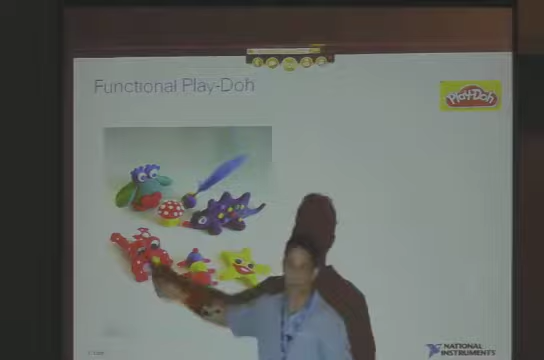 Functional Play-Doh
Play-Doh
NATIONAL
INSTRUMENTS